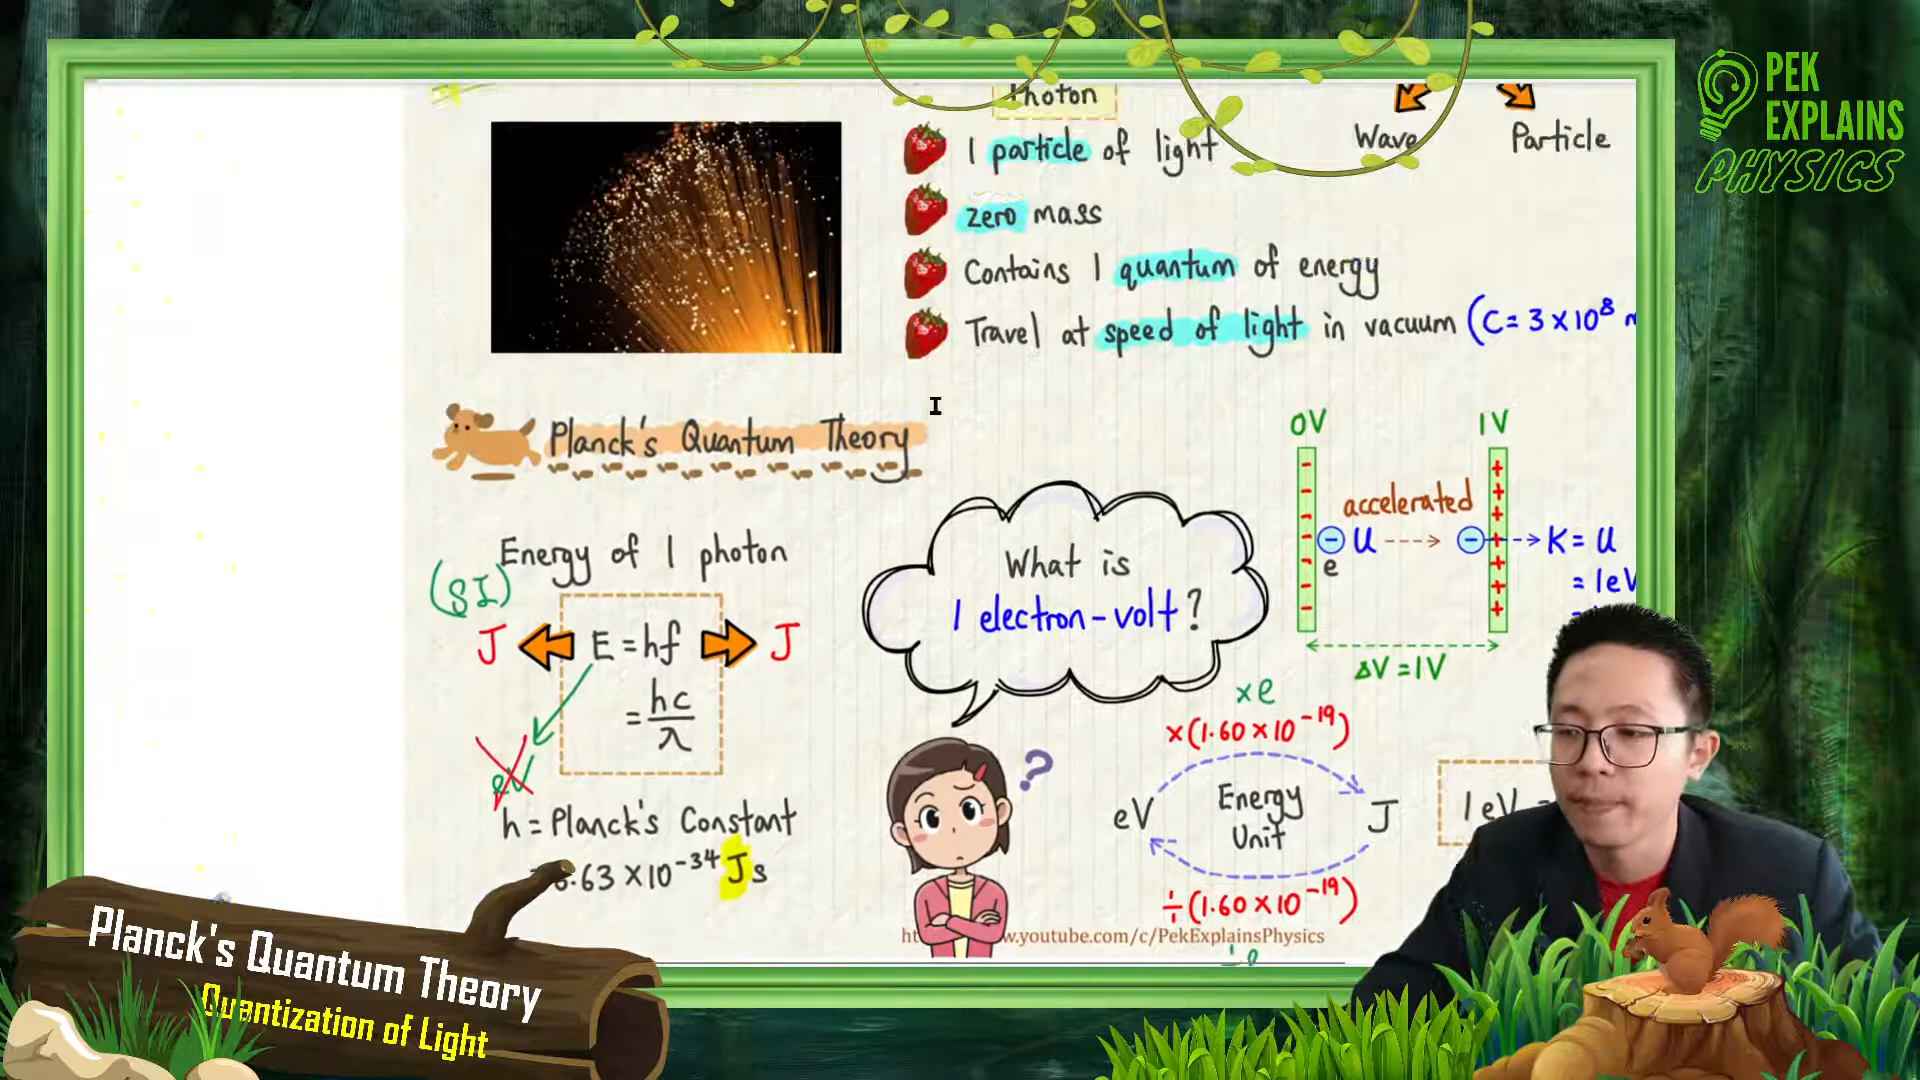 PEK
EXPLAINS
PHYSICS
Photon
1 particle of light
zero mass
Contains 1 quantum of energy
Travel at speed of light in vacuum (C = 3 × 10⁸
Wave
Particle
Planck's Quantum Theory
Energy of 1 photon
(SI)
J
E = hf
J
= hc/λ
eV
h = Planck's Constant
= 6.63 × 10⁻³⁴ Js
What is
1 electron-volt?
0V
1V
accelerated
- U - K = U
e
= 1eV
ΔV = 1V
×e
×(1.60 × 10⁻¹⁹)
eV
Energy
Unit
J
÷(1.60 × 10⁻¹⁹)
÷e
1eV =
w.youtube.com/c/PekExplainsPhysics
Planck's Quantum Theory
Quantization of Light